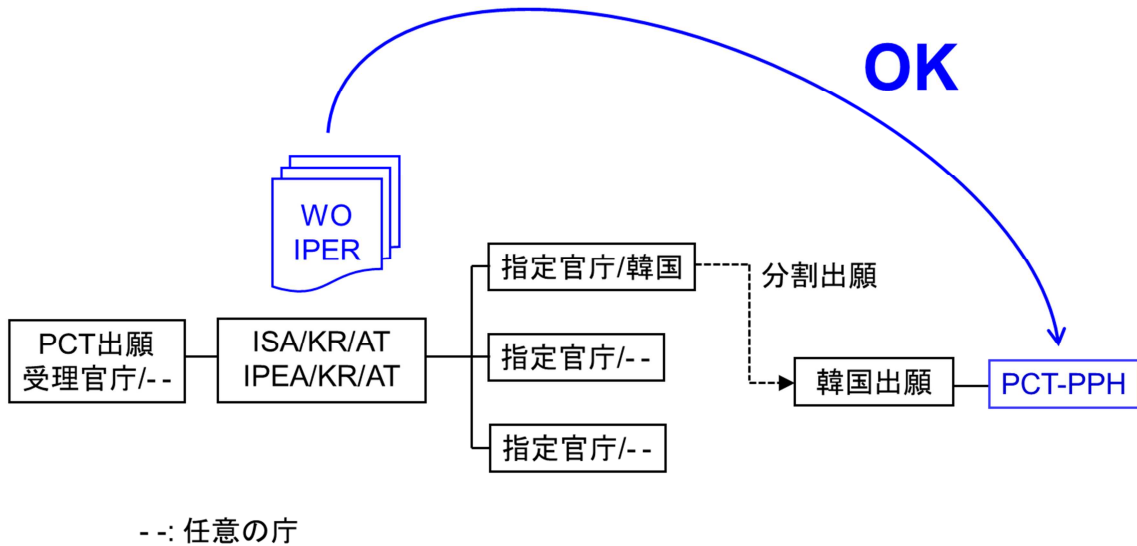 OK
WO
IPER
指定官庁/韓国
分割出願
PCT出願
受理官庁/- -
ISA/KR/AT
IPEA/KR/AT
指定官庁/- -
韓国出願
PCT-PPH
指定官庁/- -
- -: 任意の庁